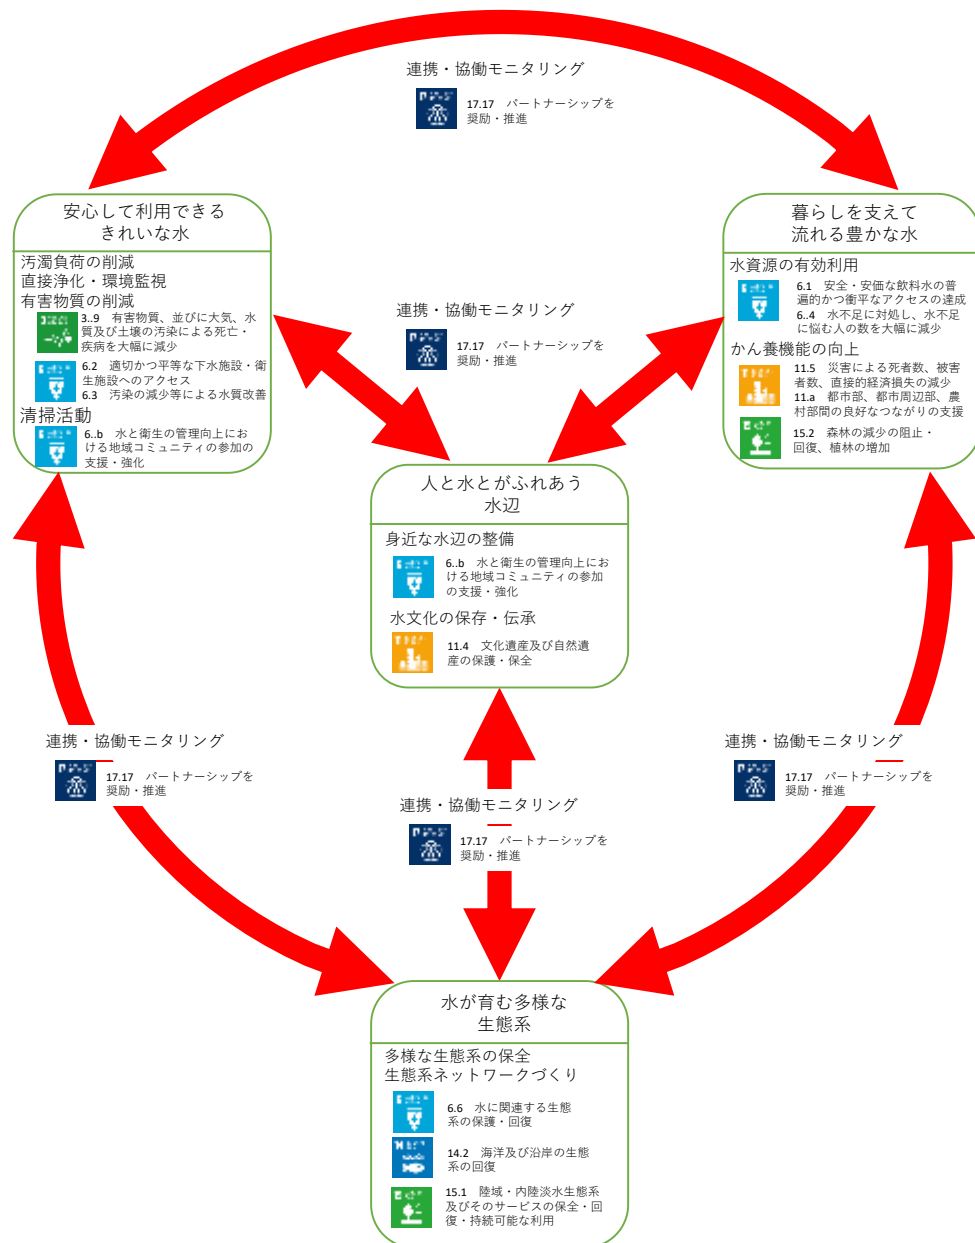 連携・協働モニタリング
17.17 パートナーシップを
奨励・推進
安心して利用できる
きれいな水
汚濁負荷の削減
直接浄化・環境監視
有害物質の削減
3..9 有害物質、並びに大気、水
質及び土壌の汚染による死亡・
疾病を大幅に減少
6.2 適切かつ平等な下水施設・衛
生施設へのアクセス
6.3 汚染の減少等による水質改善
清掃活動
6..b 水と衛生の管理向上にお
ける地域コミュニティの参加の
支援・強化
連携・協働モニタリング
17.17 パートナーシップを
奨励・推進
暮らしを支えて
流れる豊かな水
水資源の有効利用
6.1 安全・安価な飲料水の普
遍的かつ衡平なアクセスの達成
6..4 水不足に対処し、水不足
に悩む人の数を大幅に減少
かん養機能の向上
11.5 災害による死者数、被害
者数、直接的経済損失の減少
11.a 都市部、都市周辺部、農
村部間の良好なつながりの支援
15.2 森林の減少の阻止・
回復、植林の増加
人と水とがふれあう
水辺
身近な水辺の整備
6..b 水と衛生の管理向上にお
ける地域コミュニティの参加
の支援・強化
水文化の保存・伝承
11.4 文化遺産及び自然遺
産の保護・保全
連携・協働モニタリング
17.17 パートナーシップを
奨励・推進
連携・協働モニタリング
17.17 パートナーシップを
奨励・推進
連携・協働モニタリング
17.17 パートナーシップを
奨励・推進
水が育む多様な
生態系
多様な生態系の保全
生態系ネットワークづくり
6.6 水に関連する生態
系の保護・回復
14.2 海洋及び沿岸の生態
系の回復
15.1 陸域・内陸淡水生態系
及びそのサービスの保全・回
復・持続可能な利用